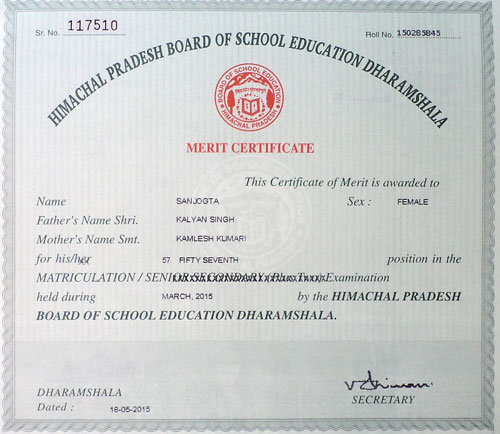 Sr. No. 117510
Roll No. 150285845
HIMACHAL PRADESH BOARD OF SCHOOL EDUCATION DHARAMSHALA
BOARD OF SCHOOL EDUCATION
HIMACHAL PRADESH
MERIT CERTIFICATE
This Certificate of Merit is awarded to
Name SANJOGTA Sex : FEMALE
Father's Name Shri. KALYAN SINGH
Mother's Name Smt. KAMLESH KUMARI
for his/her 57 FIFTY SEVENTH position in the
MATRICULATION / SENIOR SECONDARY (Plus Two) Examination
held during MARCH, 2015 by the HIMACHAL PRADESH
BOARD OF SCHOOL EDUCATION DHARAMSHALA.
DHARAMSHALA
SECRETARY
Dated : 18-05-2015